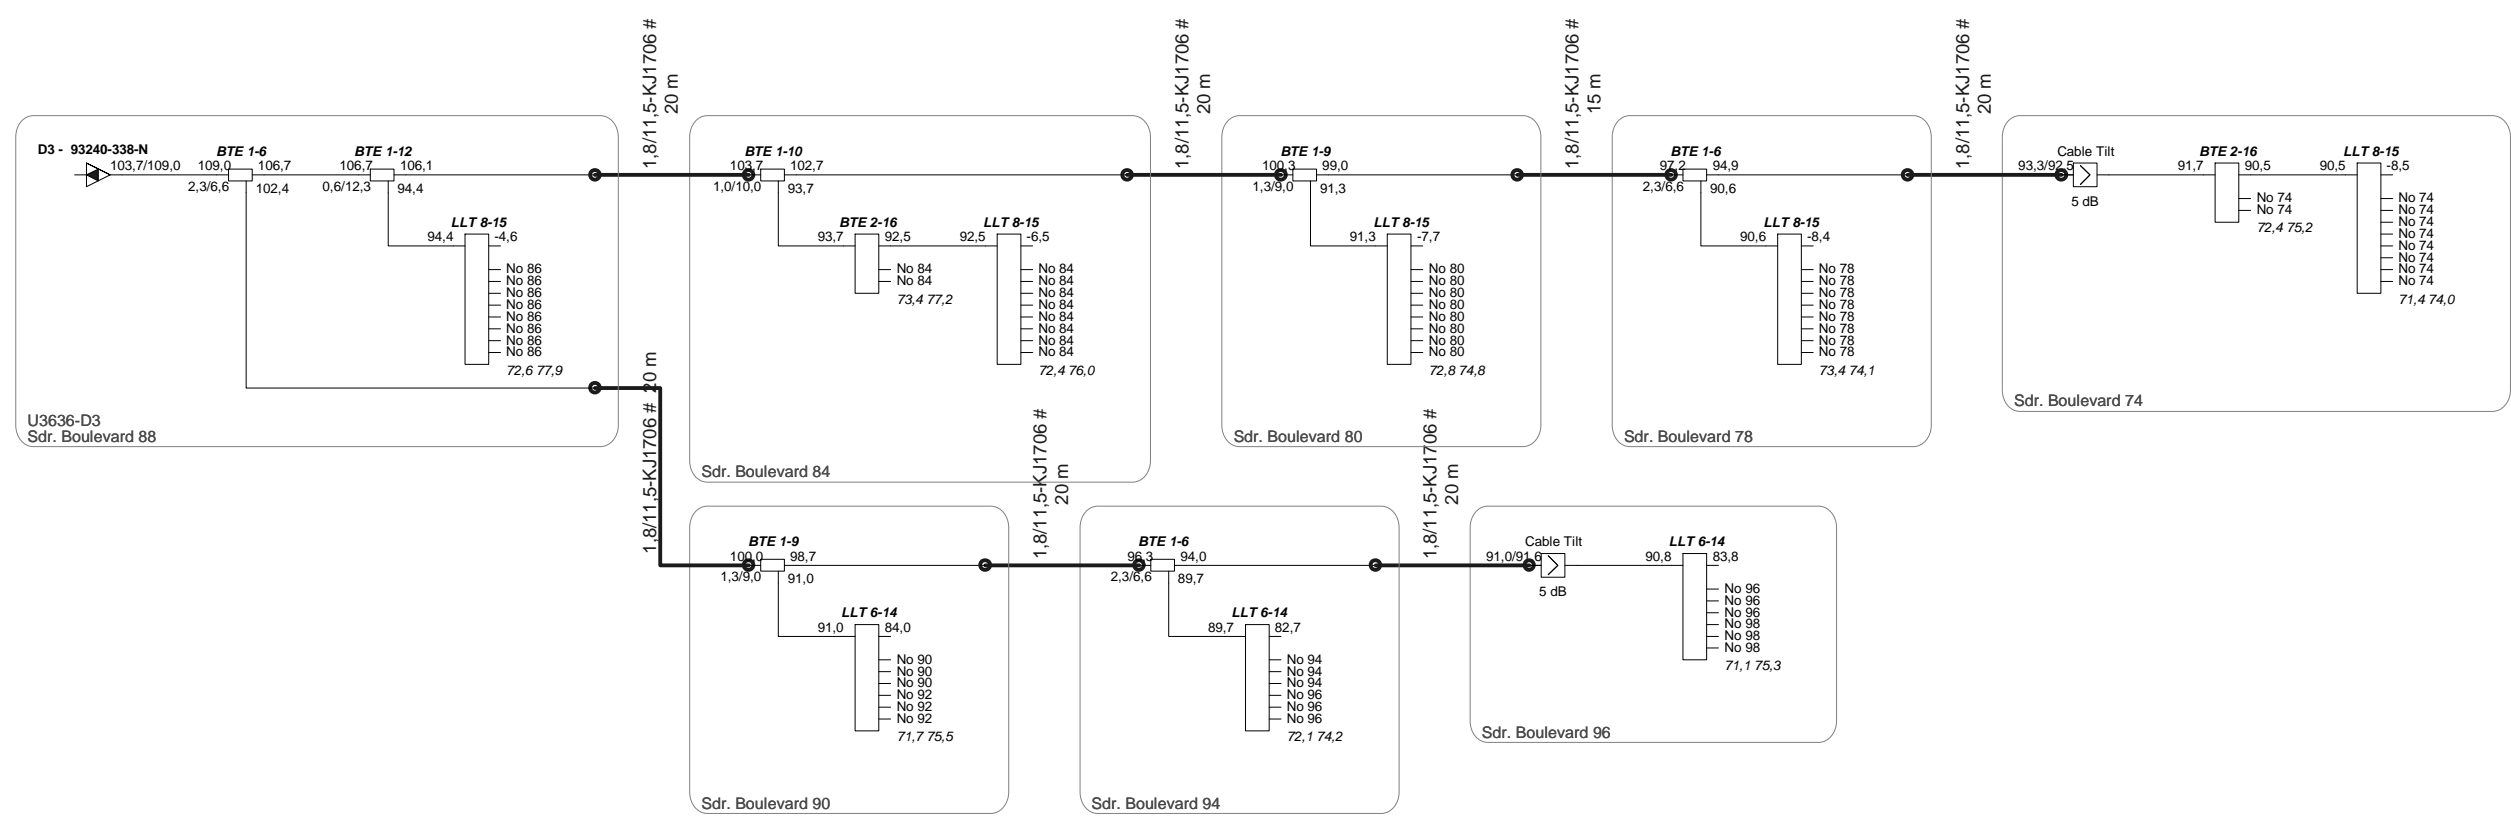 1,8/11,5-KJ1706 #
20 m
1,8/11,5-KJ1706 #
20 m
1,8/11,5-KJ1706 #
15 m
1,8/11,5-KJ1706 #
20 m
D3 - 93240-338-N
103,7/109,0
BTE 1-6
109,0 106,7
2,3/6,6 102,4
BTE 1-12
106,7 106,1
0,6/12,3 94,4
LLT 8-15
94,4 -4,6
No 86
No 86
No 86
No 86
No 86
No 86
No 86
No 86
72,6 77,9
U3636-D3
Sdr. Boulevard 88
BTE 1-10
103,7 102,7
1,0/10,0 93,7
BTE 2-16
93,7 92,5
No 84
No 84
73,4 77,2
LLT 8-15
92,5 -6,5
No 84
No 84
No 84
No 84
No 84
No 84
No 84
No 84
72,4 76,0
Sdr. Boulevard 84
BTE 1-9
100,3 99,0
1,3/9,0 91,3
LLT 8-15
91,3 -7,7
No 80
No 80
No 80
No 80
No 80
No 80
No 80
No 80
72,8 74,8
Sdr. Boulevard 80
BTE 1-6
97,2 94,9
2,3/6,6 90,6
LLT 8-15
90,6 -8,4
No 78
No 78
No 78
No 78
No 78
No 78
No 78
No 78
73,4 74,1
Sdr. Boulevard 78
Cable Tilt
93,3/92,5
5 dB
BTE 2-16
91,7 90,5
No 74
No 74
72,4 75,2
LLT 8-15
90,5 -8,5
No 74
No 74
No 74
No 74
No 74
No 74
No 74
No 74
71,4 74,0
Sdr. Boulevard 74
1,8/11,5-KJ1706 # 20 m
1,8/11,5-KJ1706 #
20 m
1,8/11,5-KJ1706 #
20 m
BTE 1-9
100,0 98,7
1,3/9,0 91,0
LLT 6-14
91,0 84,0
No 90
No 90
No 90
No 92
No 92
No 92
71,7 75,5
Sdr. Boulevard 90
BTE 1-6
96,3 94,0
2,3/6,6 89,7
LLT 6-14
89,7 82,7
No 94
No 94
No 94
No 96
No 96
No 96
72,1 74,2
Sdr. Boulevard 94
Cable Tilt
91,0/91,6
5 dB
LLT 6-14
90,8 83,8
No 96
No 96
No 96
No 98
No 98
No 98
71,1 75,3
Sdr. Boulevard 96